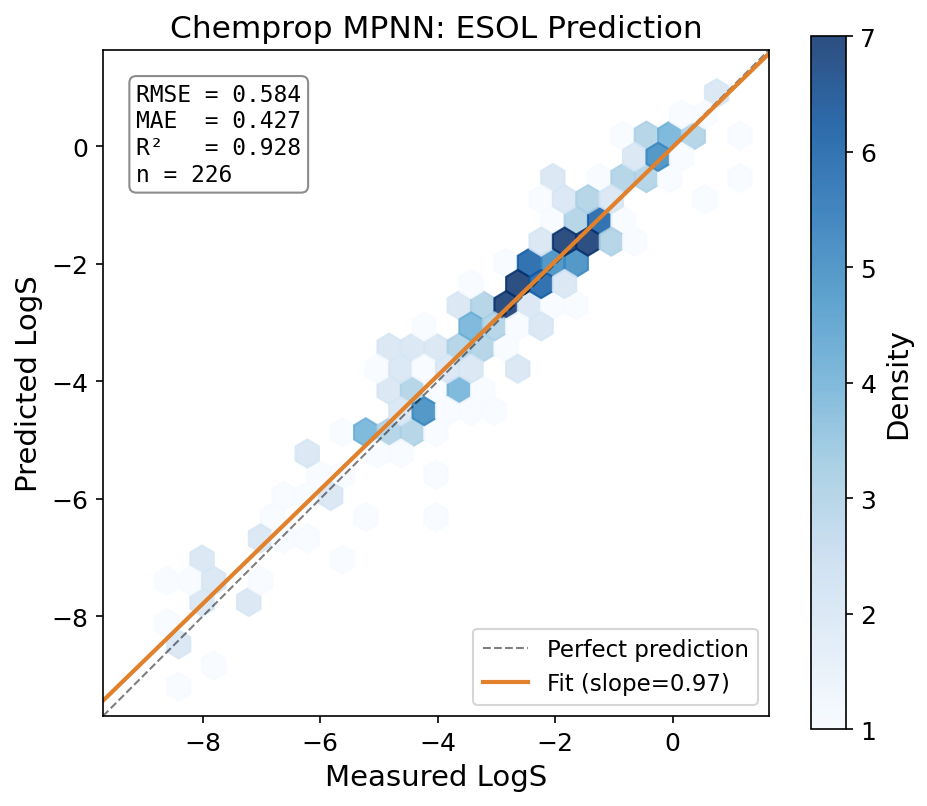 Chemprop MPNN: ESOL Prediction
RMSE = 0.584
MAE  = 0.427
R²   = 0.928
n = 226
Predicted LogS
0
−2
−4
−6
−8
−8
−6
−4
−2
0
Measured LogS
Perfect prediction
Fit (slope=0.97)
7
6
5
4
3
2
1
Density